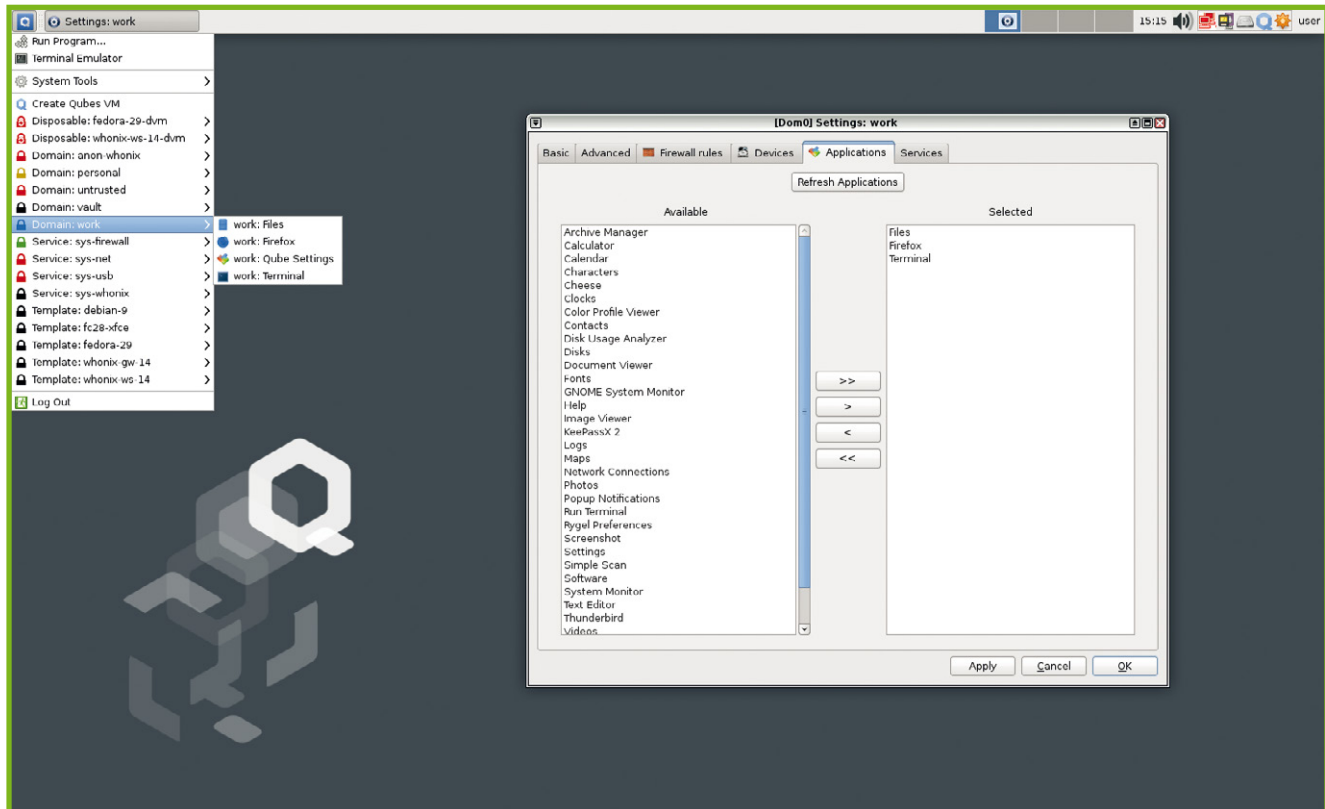 Settings: work
15:15
user
Run Program...
Terminal Emulator
System Tools
Create Qubes VM
Disposable: fedora-29-dvm
Disposable: whonix-ws-14-dvm
Domain: anon-whonix
Domain: personal
Domain: untrusted
Domain: vault
Domain: work
Service: sys-firewall
Service: sys-net
Service: sys-usb
Service: sys-whonix
Template: debian-9
Template: fc28-xfce
Template: fedora-29
Template: whonix-gw-14
Template: whonix-ws-14
Log Out
work: Files
work: Firefox
work: Qube Settings
work: Terminal
[Dom0] Settings: work
Basic Advanced Firewall rules Devices Applications Services
Refresh Applications
Available
Archive Manager
Calculator
Calendar
Characters
Cheese
Clocks
Color Profile Viewer
Contacts
Disk Usage Analyzer
Disks
Document Viewer
Fonts
GNOME System Monitor
Help
Image Viewer
KeePassX 2
Logs
Maps
Network Connections
Photos
Popup Notifications
Run Terminal
Rygel Preferences
Screenshot
Settings
Simple Scan
Software
System Monitor
Text Editor
Thunderbird
Videos
>>
>
<
<<
Selected
Files
Firefox
Terminal
Apply Cancel OK